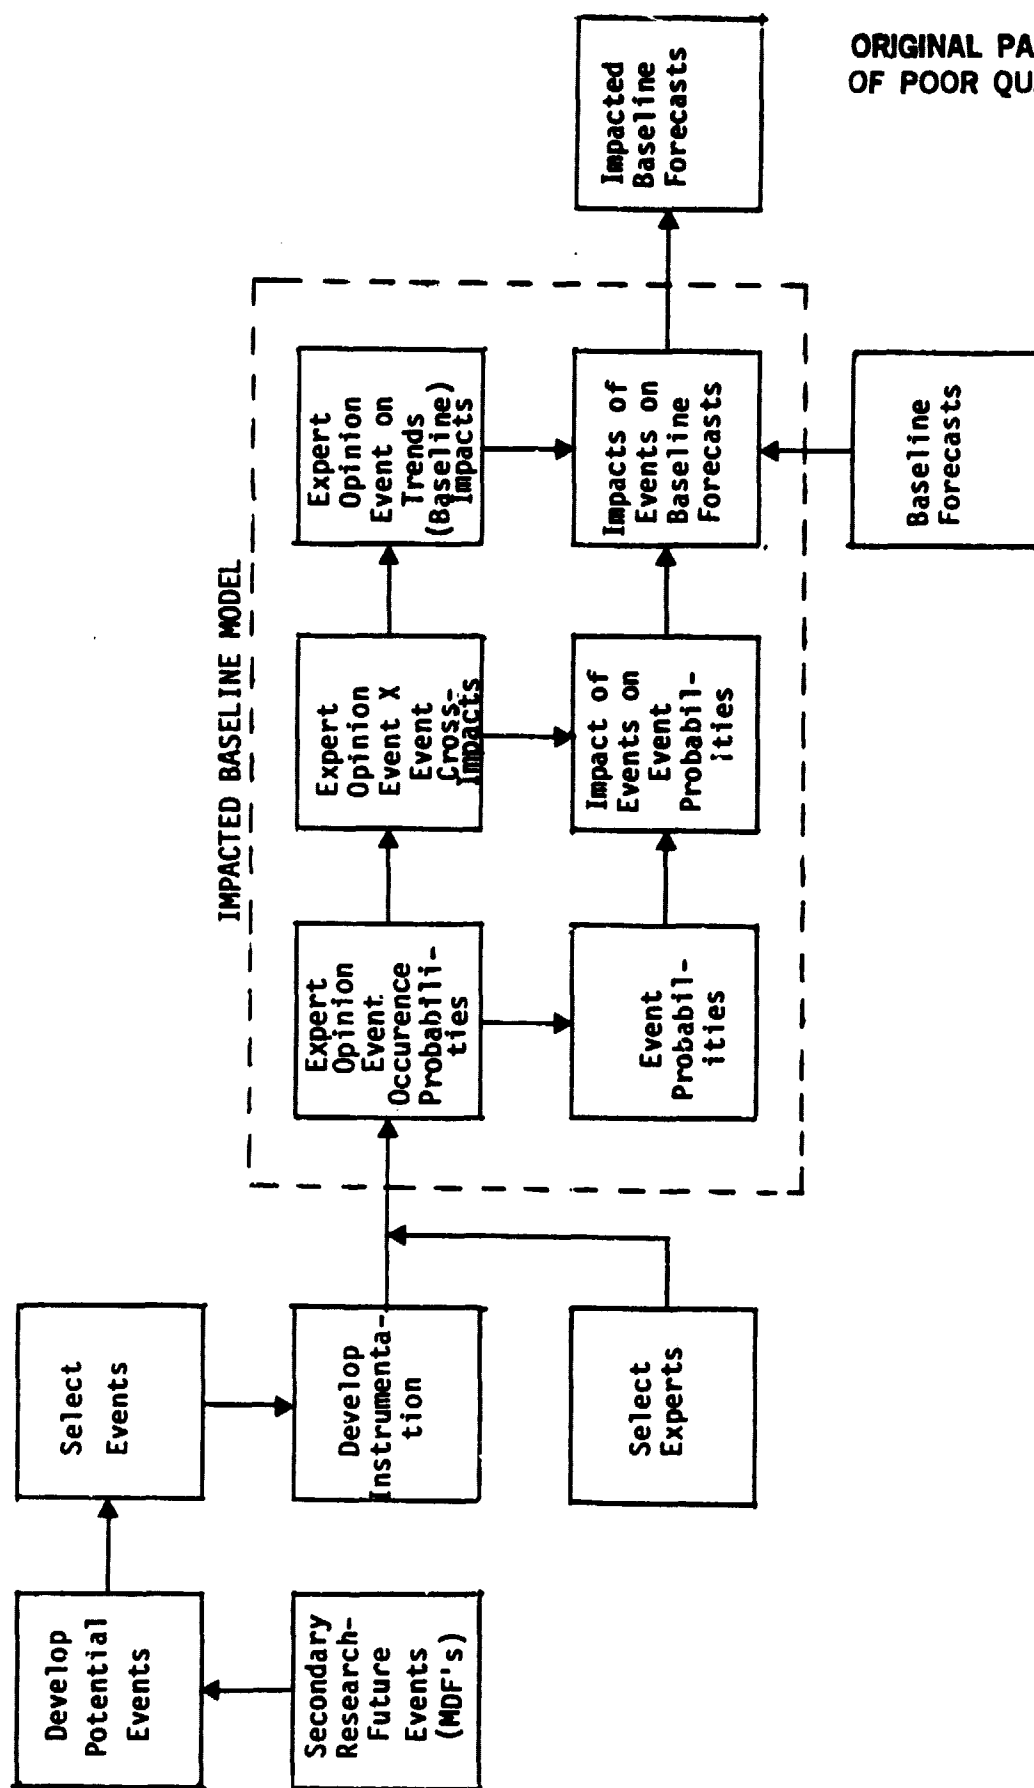 ORIGINAL PA
OF POOR QU
Develop
Potential
Events
Secondary
Research-
Future
Events
(MDF's)
Select
Events
Develop
Instrumenta-
tion
Select
Experts
IMPACTED BASELINE MODEL
Expert
Opinion
Event
Occurence
Probabili-
ties
Event
Probabil-
ities
Expert
Opinion
Event X
Event
Cross-
Impacts
Impact of
Events on
Event
Probabil-
ities
Expert
Opinion
Event on
Trends
(Baseline)
Impacts
Impacts of
Events on
Baseline
Forecasts
Baseline
Forecasts
Impacted
Baseline
Forecasts